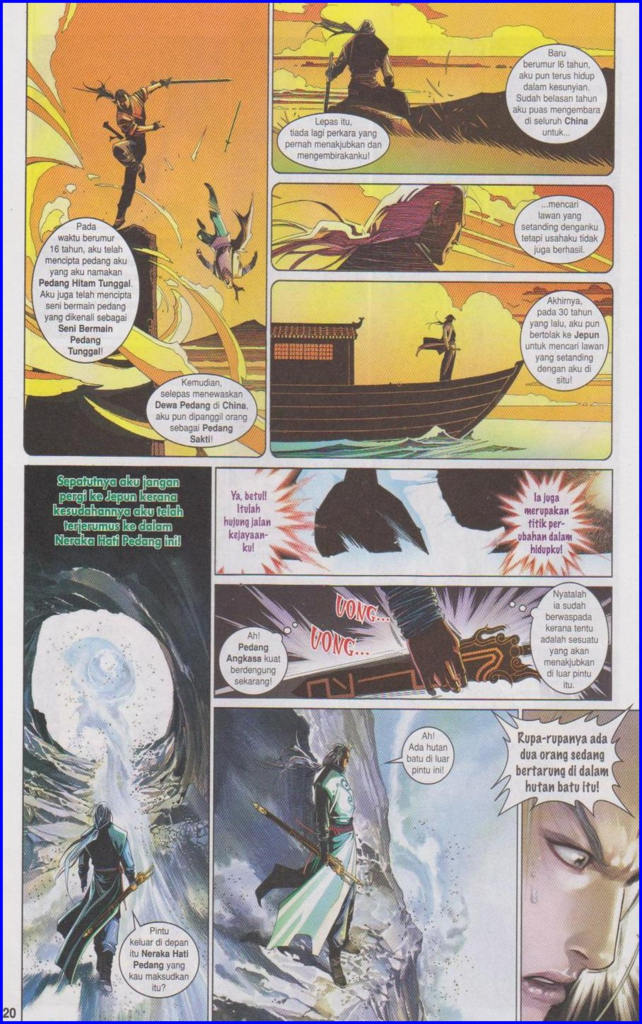 Pada
waktu berumur
16 tahun, aku telah
mencipta pedang aku
yang aku namakan
Pedang Hitam Tunggal.
Aku juga telah mencipta
seni bermain pedang
yang dikenali sebagai
Seni Bermain
Pedang
Tunggal!
Kemudian,
selepas menewaskan
Dewa Pedang di China,
aku pun dipanggil orang
sebagai Pedang
Sakti!
Lepas itu,
tiada lagi perkara yang
pernah menakjubkan dan
mengembirakanku!
Baru
berumur 16 tahun,
aku pun terus hidup
dalam kesunyian.
Sudah belasan tahun
aku puas mengembara
di seluruh China
untuk...
...mencari
lawan yang
setanding denganku
tetapi usahaku tidak
juga berhasil.
Akhirnya,
pada 30 tahun
yang lalu, aku pun
bertolak ke Jepun
untuk mencari lawan
yang setanding
dengan aku di
situ!
Sepatutnya aku jangan
pergi ke Jepun kerana
kesudahannya aku telah
terjerumus ke dalam
Neraka Hati Pedang ini!
Ya, betul!
Itulah
hujung jalan
kejayaan-
ku!
Ia juga
merupakan
titik per-
ubahan dalam
hidupku!
Ah!
Pedang
Angkasa kuat
berdengung
sekarang!
UONG...
UONG...
Nyatalah
ia sudah
berwaspada
kerana tentu
adalah sesuatu
yang akan
menakjubkan
di luar pintu
itu.
Pintu
keluar di depan
itu Neraka Hati
Pedang yang
kau maksudkan
itu?
Ah!
Ada hutan
batu di luar
pintu ini!
Rupa-rupanya ada
dua orang sedang
bertarung di dalam
hutan batu itu!
20